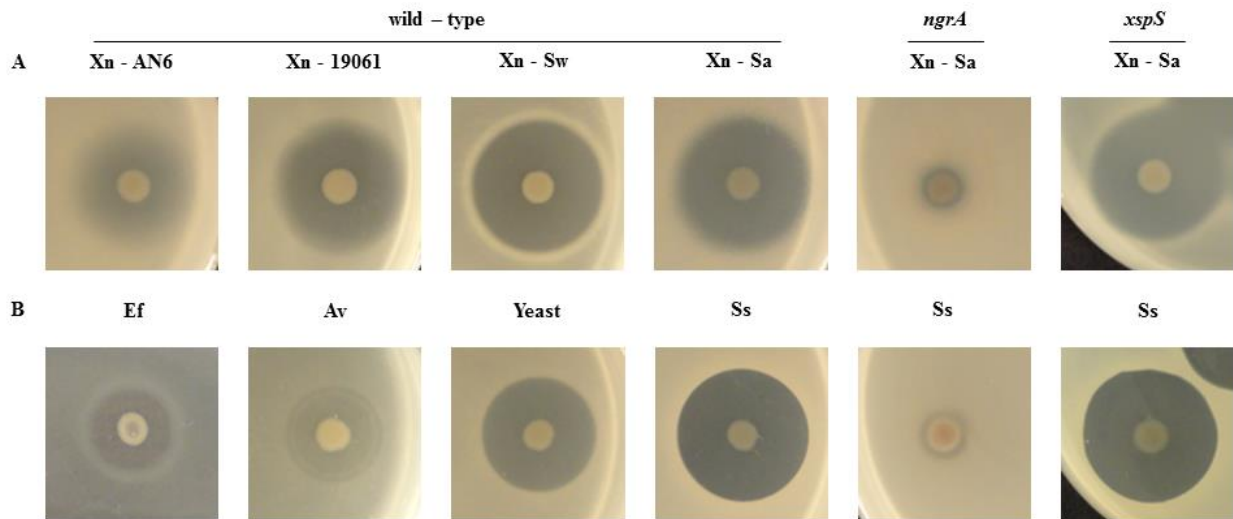 wild – type ngrA xspS
A Xn - AN6 Xn - 19061 Xn - Sw Xn - Sa Xn - Sa Xn - Sa
B Ef Av Yeast Ss Ss Ss